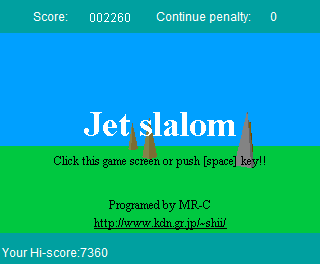 Score: 002260 Continue penalty: 0
Jet slalom
Click this game screen or push [space] key!!
Programed by MR-C
http://www.kdn.gr.jp/~shii/
Your Hi-score:7360